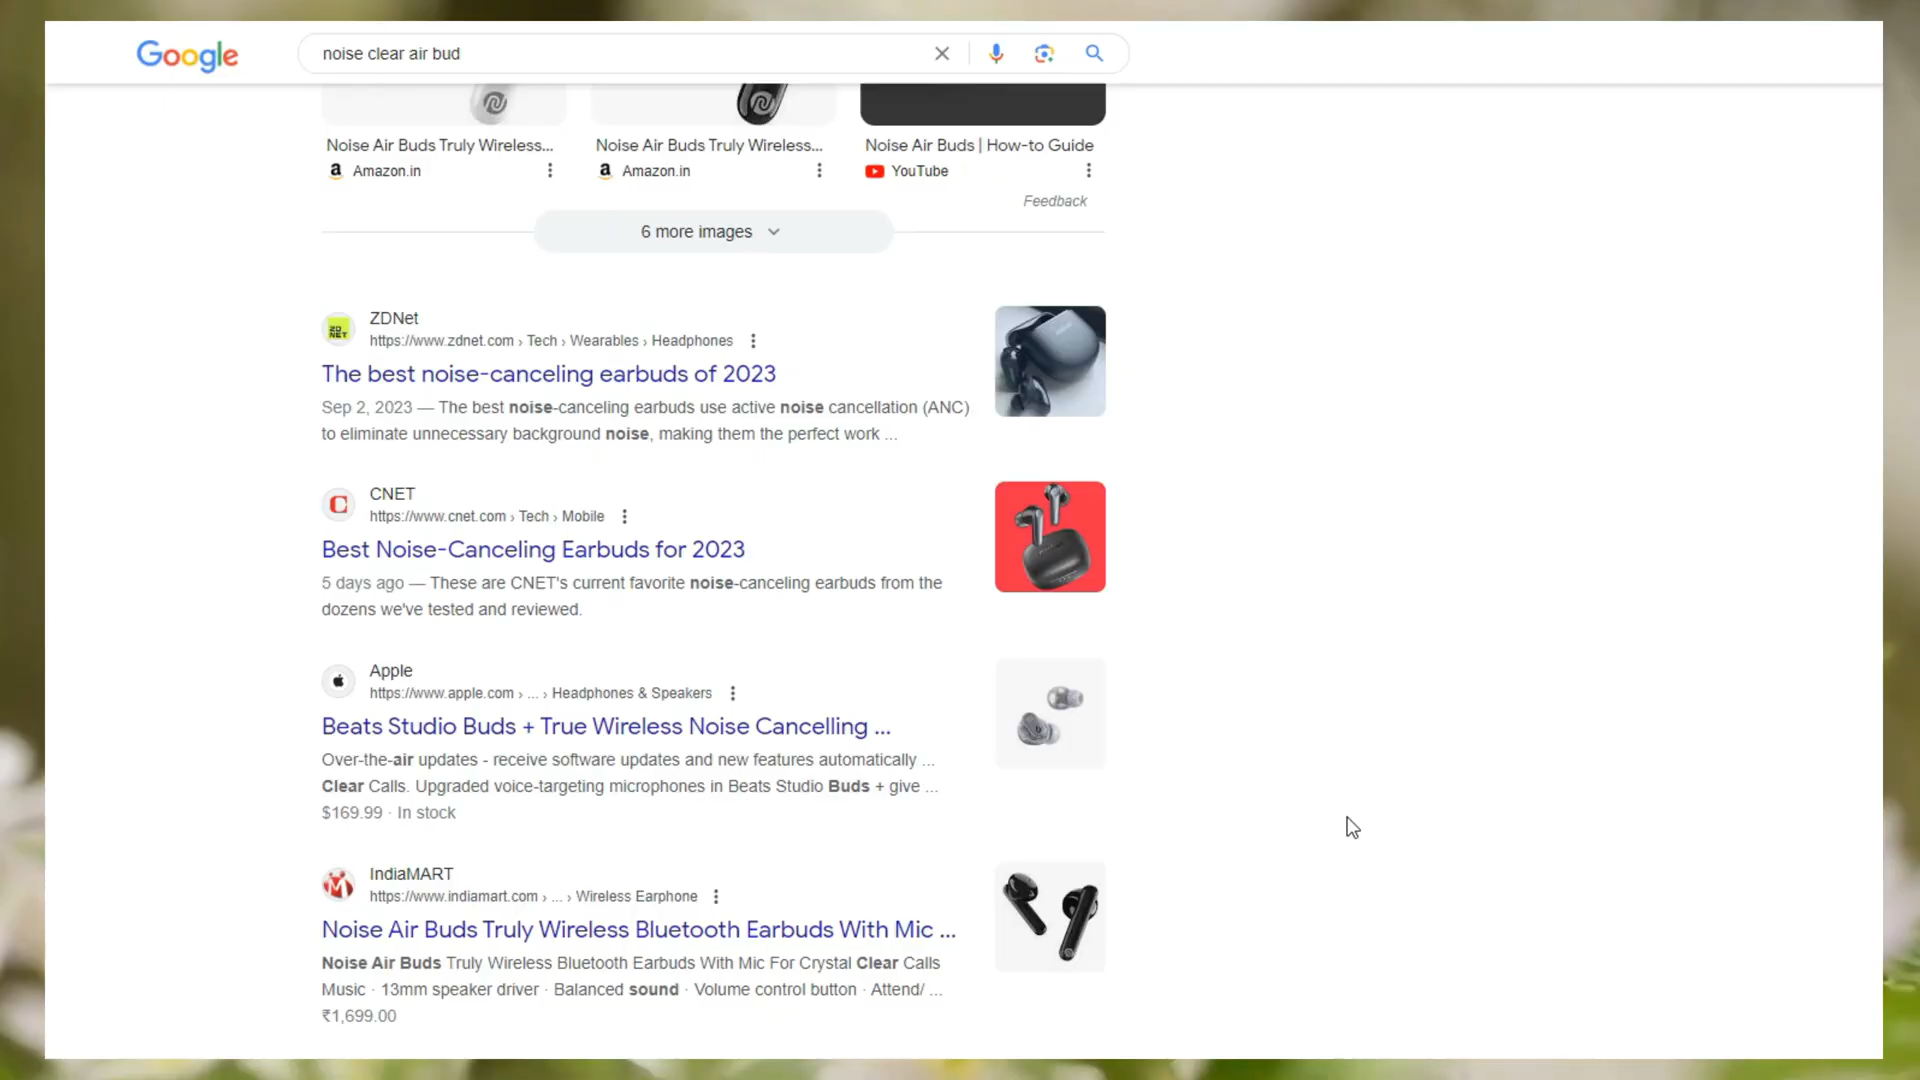 Google
noise clear air bud
Noise Air Buds Truly Wireless...
Noise Air Buds Truly Wireless...
Noise Air Buds | How-to Guide
Amazon.in
Amazon.in
YouTube
Feedback
6 more images
ZDNet
https://www.zdnet.com › Tech › Wearables › Headphones
The best noise-canceling earbuds of 2023
Sep 2, 2023 — The best noise-canceling earbuds use active noise cancellation (ANC)
to eliminate unnecessary background noise, making them the perfect work ...
CNET
https://www.cnet.com › Tech › Mobile
Best Noise-Canceling Earbuds for 2023
5 days ago — These are CNET's current favorite noise-canceling earbuds from the
dozens we've tested and reviewed.
Apple
https://www.apple.com › ... › Headphones & Speakers
Beats Studio Buds + True Wireless Noise Cancelling ...
Over-the-air updates - receive software updates and new features automatically ...
Clear Calls. Upgraded voice-targeting microphones in Beats Studio Buds + give ...
$169.99 · In stock
IndiaMART
https://www.indiamart.com › ... › Wireless Earphone
Noise Air Buds Truly Wireless Bluetooth Earbuds With Mic ...
Noise Air Buds Truly Wireless Bluetooth Earbuds With Mic For Crystal Clear Calls
Music · 13mm speaker driver · Balanced sound · Volume control button · Attend/ ...
₹1,699.00